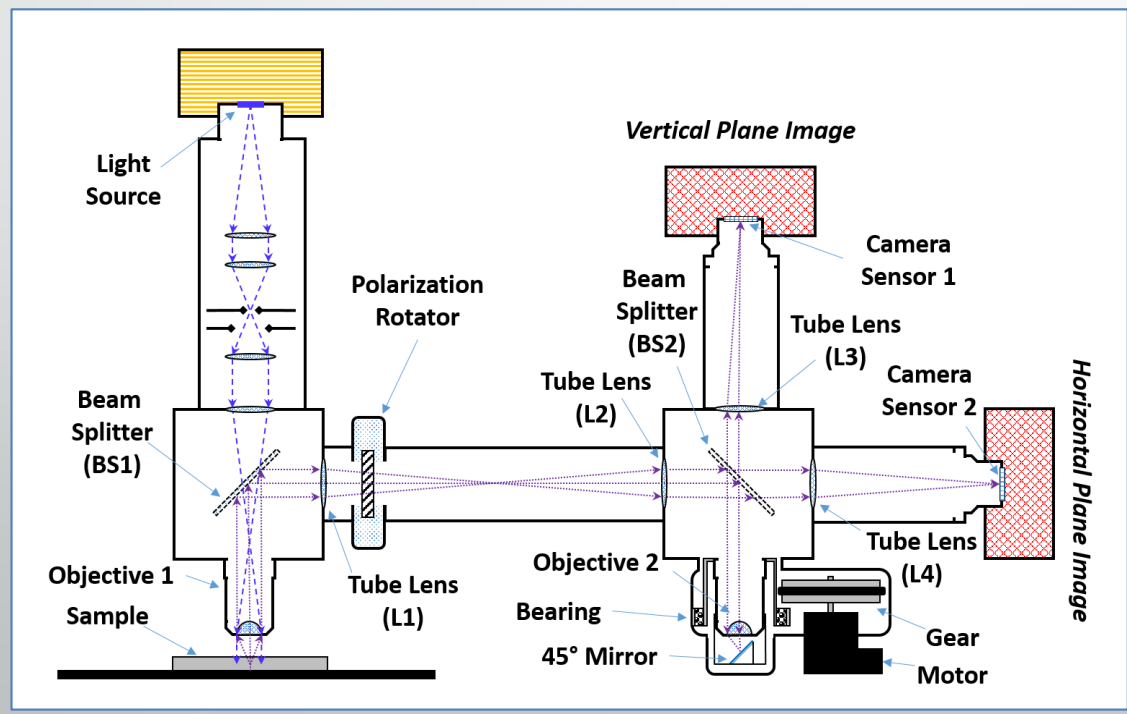 Light
Source
Beam
Splitter
(BS1)
Objective 1
Sample
Polarization
Rotator
Tube Lens
(L1)
Vertical Plane Image
Beam
Splitter
(BS2)
Tube Lens
(L2)
Camera
Sensor 1
Tube Lens
(L3)
Camera
Sensor 2
Horizontal Plane Image
Tube Lens
(L4)
Objective 2
Bearing
45° Mirror
Gear
Motor